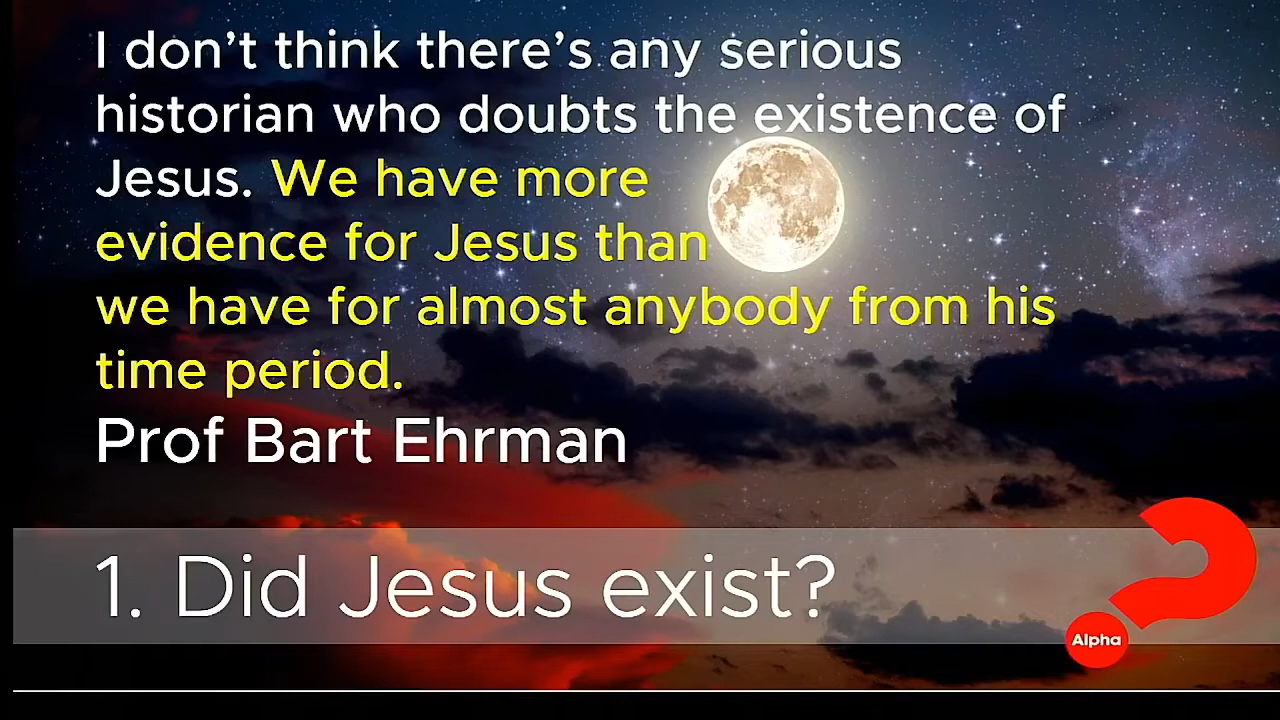 I don’t think there’s any serious
historian who doubts the existence of
Jesus. We have more
evidence for Jesus than
we have for almost anybody from his
time period.
Prof Bart Ehrman
1. Did Jesus exist?
Alpha